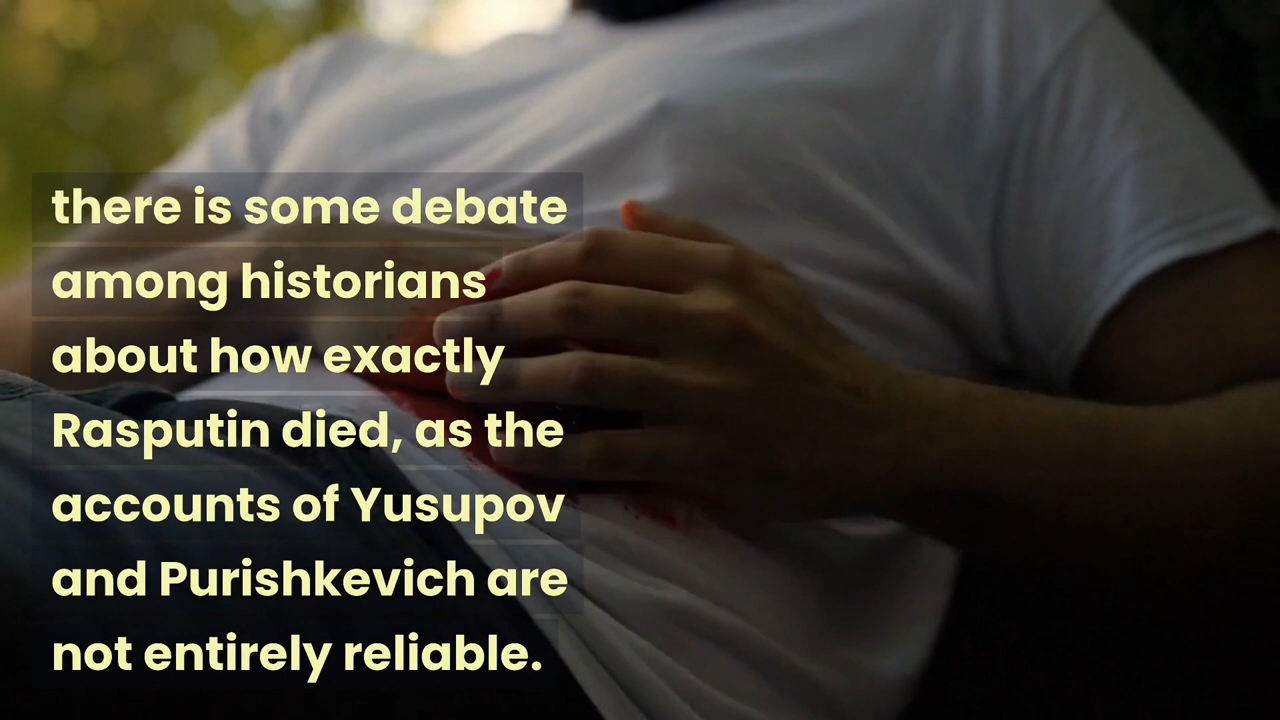 there is some debate
among historians
about how exactly
Rasputin died, as the
accounts of Yusupov
and Purishkevich are
not entirely reliable.